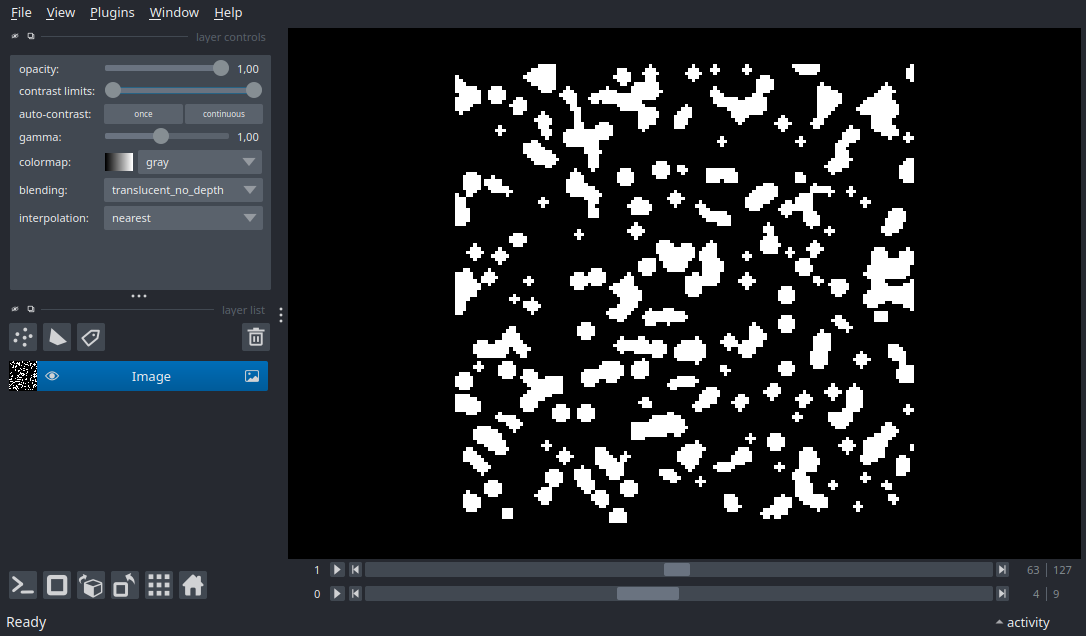 File View Plugins Window Help
layer controls
opacity: 1,00
contrast limits:
auto-contrast: once continuous
gamma: 1,00
colormap: gray
blending: translucent_no_depth
interpolation: nearest
layer list
Image
1 63 127
0 4 9
Ready activity